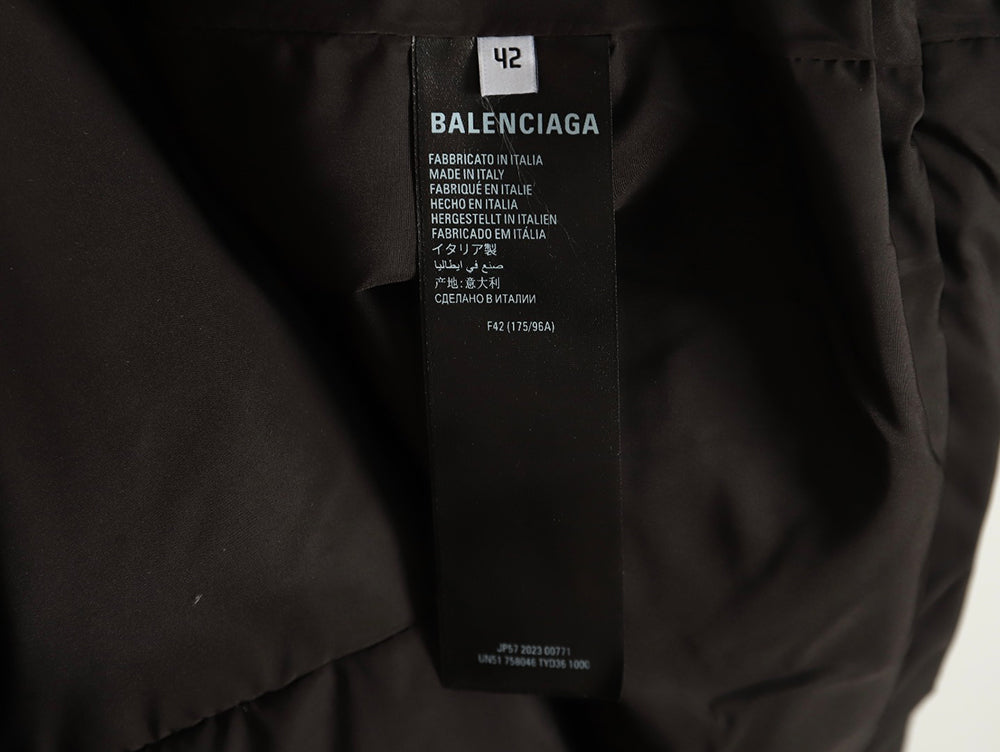 42
BALENCIAGA
FABBRICATO IN ITALIA
MADE IN ITALY
FABRIQUÉ EN ITALIE
HECHO EN ITALIA
HERGESTELLT IN ITALIEN
FABRICADO EM ITÁLIA
イタリア製
صنع في ايطاليا
产地:意大利
СДЕЛАНО В ИТАЛИИ
F42 (175/96A)
JP57 2023 00771
UN51 758046 TYD36 1000